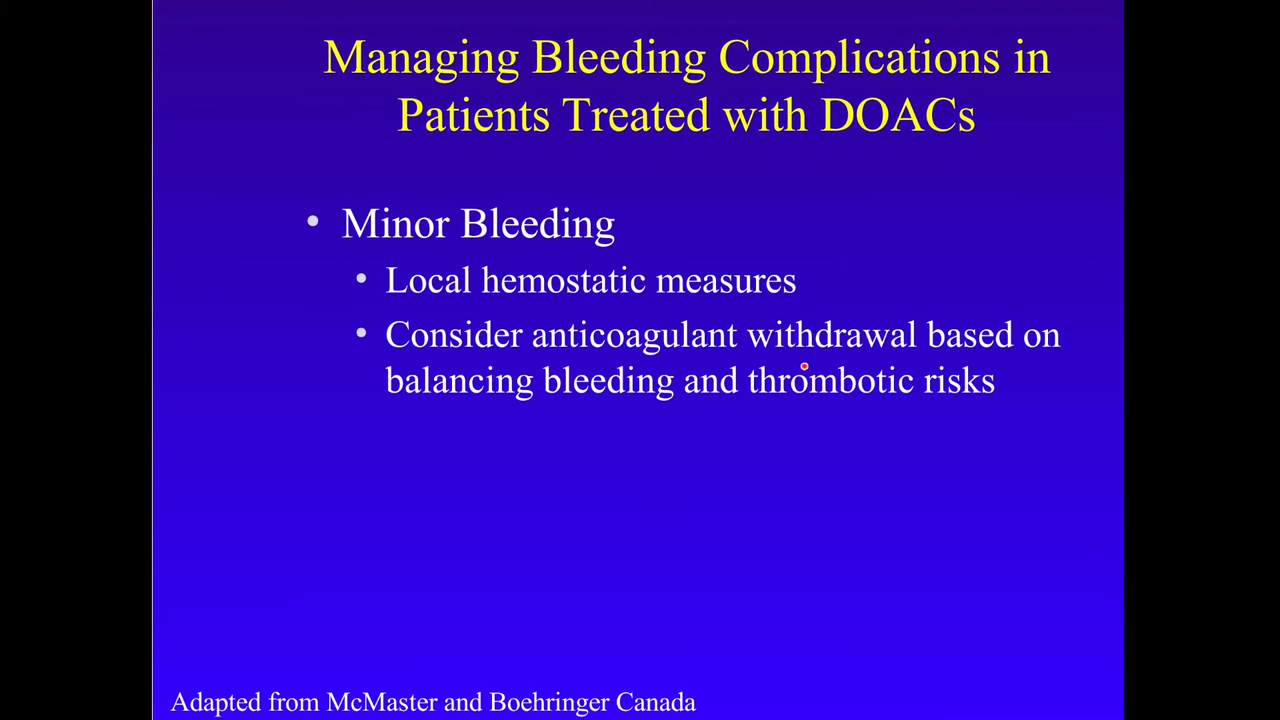 Managing Bleeding Complications in
Patients Treated with DOACs
• Minor Bleeding
• Local hemostatic measures
• Consider anticoagulant withdrawal based on
balancing bleeding and thrombotic risks
Adapted from McMaster and Boehringer Canada